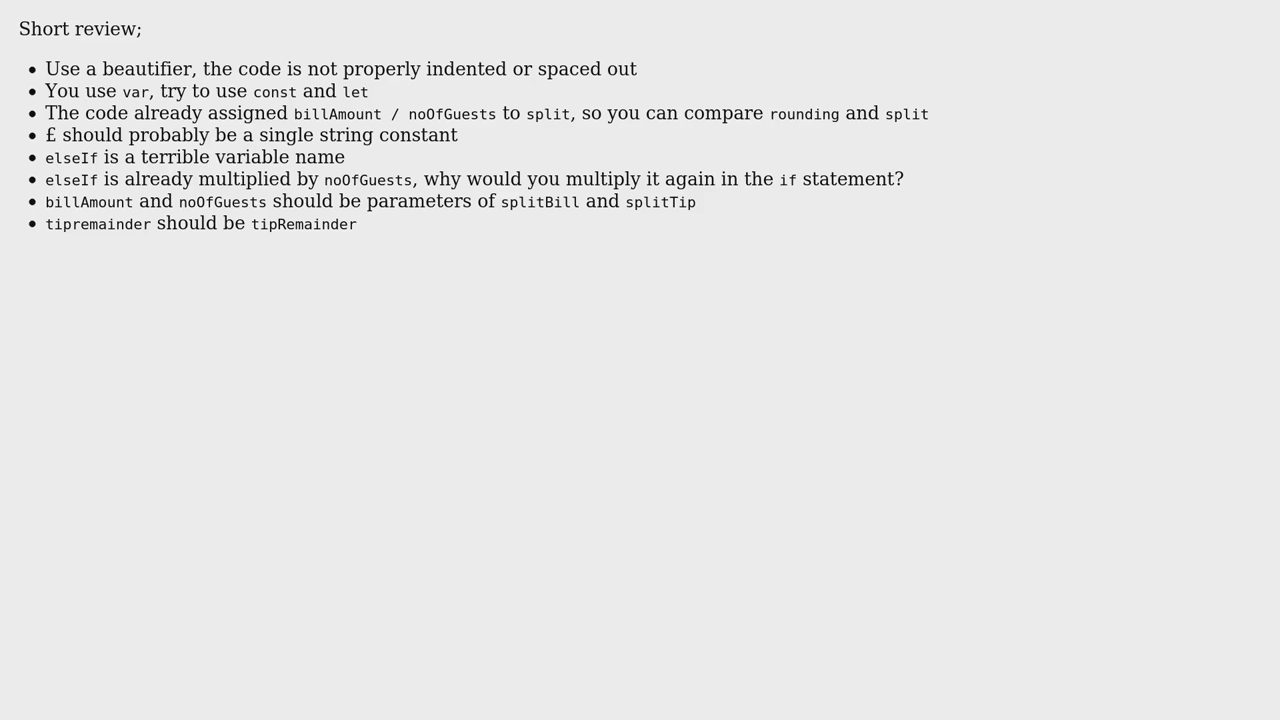 Short review;
• Use a beautifier, the code is not properly indented or spaced out
• You use var, try to use const and let
• The code already assigned billAmount / noOfGuests to split, so you can compare rounding and split
• £ should probably be a single string constant
• elseIf is a terrible variable name
• elseIf is already multiplied by noOfGuests, why would you multiply it again in the if statement?
• billAmount and noOfGuests should be parameters of splitBill and splitTip
• tipremainder should be tipRemainder